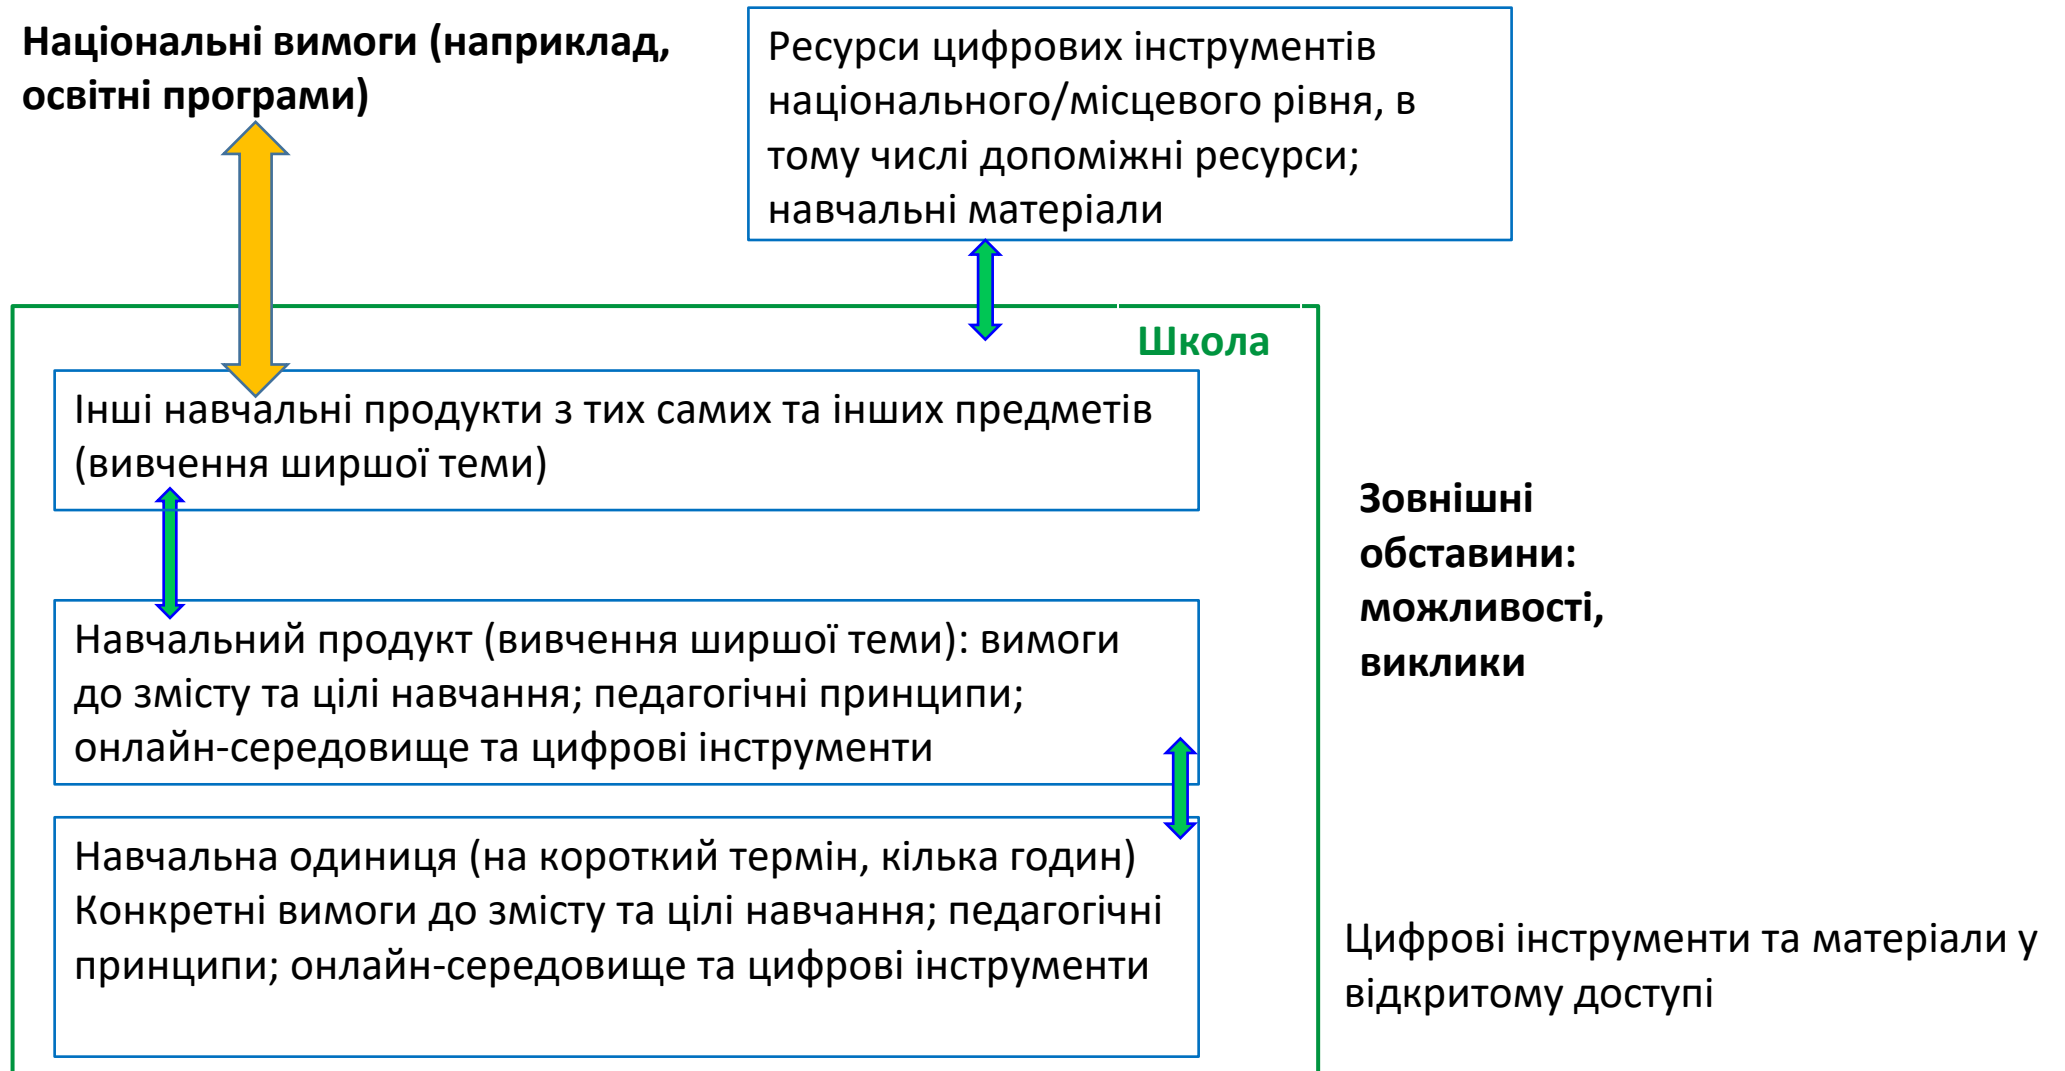 Національні вимоги (наприклад,
освітні програми)
Ресурси цифрових інструментів
національного/місцевого рівня, в
тому числі допоміжні ресурси;
навчальні матеріали
Школа
Інші навчальні продукти з тих самих та інших предметів
(вивчення ширшої теми)
Навчальний продукт (вивчення ширшої теми): вимоги
до змісту та цілі навчання; педагогічні принципи;
онлайн-середовище та цифрові інструменти
Навчальна одиниця (на короткий термін, кілька годин)
Конкретні вимоги до змісту та цілі навчання; педагогічні
принципи; онлайн-середовище та цифрові інструменти
Зовнішні
обставини:
можливості,
виклики
Цифрові інструменти та матеріали у
відкритому доступі